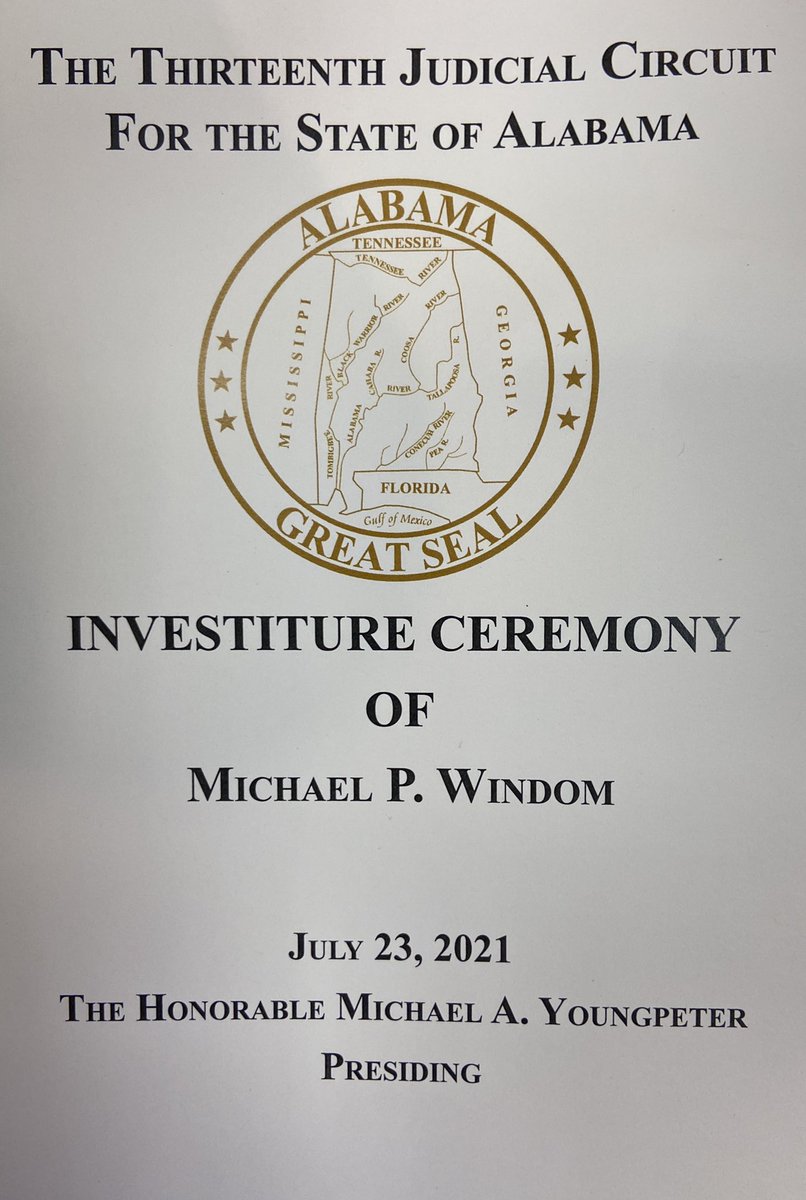 The Thirteenth Judicial Circuit
For the State of Alabama
ALABAMA
TENNESSEE
TENNESSEE RIVER
MISSISSIPPI
GEORGIA
BLACK WARRIOR RIVER
COOSA RIVER
CAHABA R.
TALLAPOOSA R.
ALABAMA RIVER
TOMBIGBEE RIVER
CONECUH RIVER
PEA R.
FLORIDA
Gulf of Mexico
GREAT SEAL
INVESTITURE CEREMONY
OF
Michael P. Windom
July 23, 2021
The Honorable Michael A. Youngpeter
Presiding